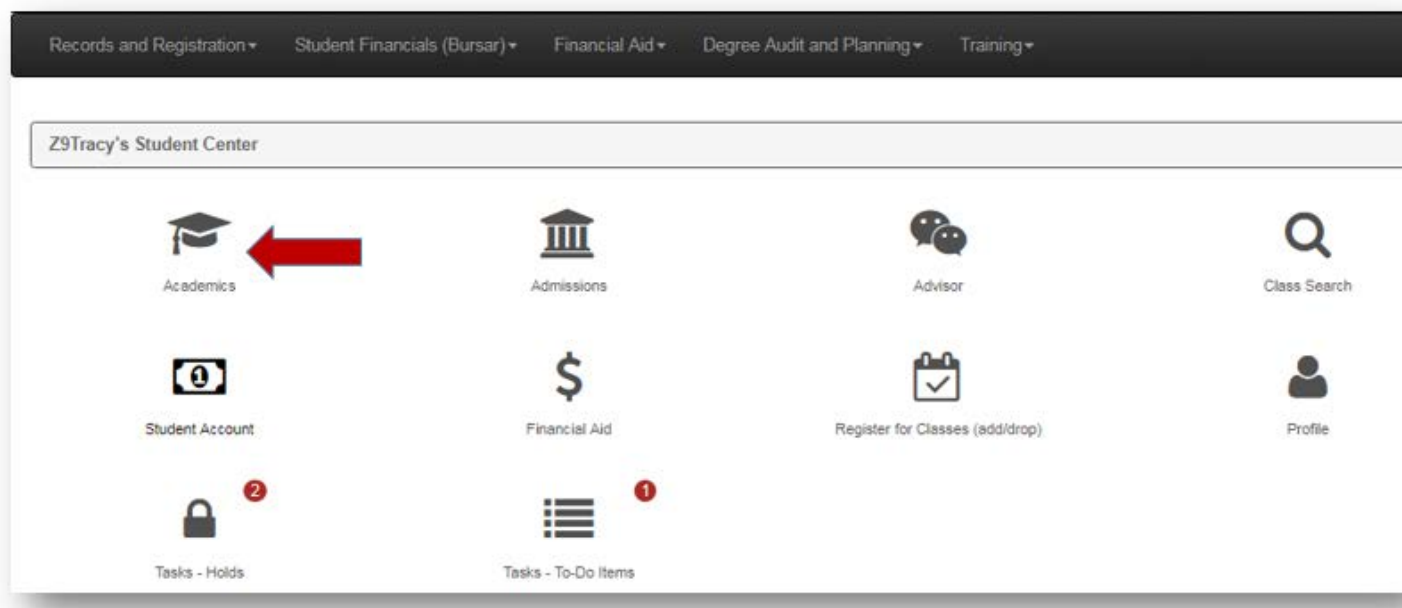 Records and Registration Student Financials (Bursar) Financial Aid Degree Audit and Planning Training
Z9Tracy's Student Center
Academics Admissions Advisor Class Search
1
Student Account Financial Aid Register for Classes (add/drop) Profile
2 1
Tasks - Holds Tasks - To-Do Items